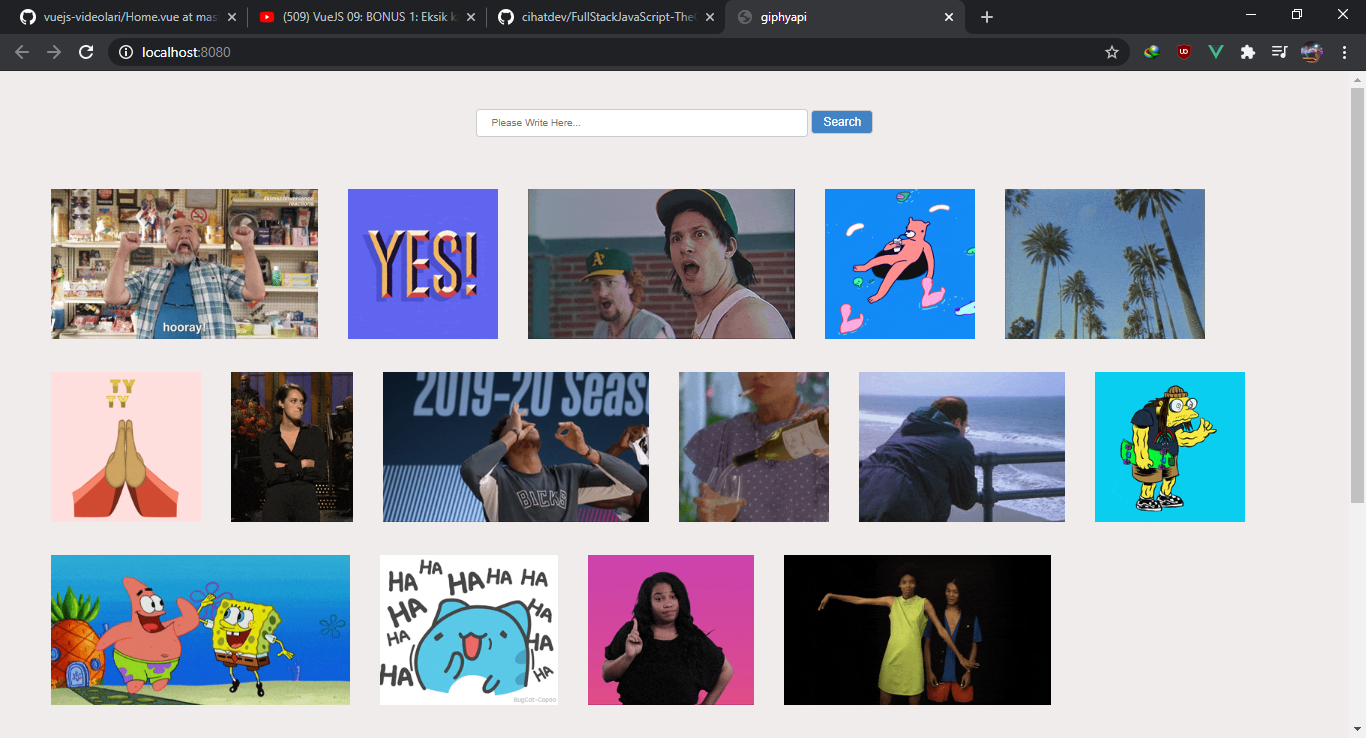 vuejs-videolari/Home.vue at mas
(509) VueJS 09: BONUS 1: Eksik k
cihatdev/FullStackJavaScript-The
giphyapi
localhost:8080
Please Write Here...
Search
hooray!
YES!
A's
TY
TY
2019-20 Seas
BUCKS
HA HA HA HA HA
HA HA
HA HA
HA HA
BugCat-Capoo